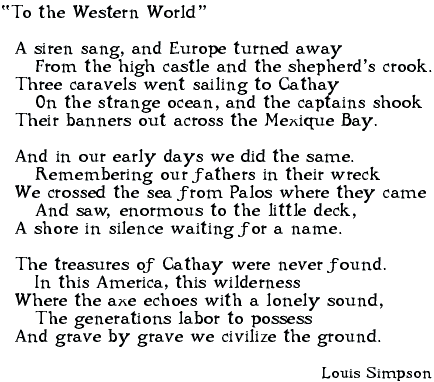 "To the Western World"
A siren sang, and Europe turned away
From the high castle and the shepherd's crook.
Three caravels went sailing to Cathay
On the strange ocean, and the captains shook
Their banners out across the Mexique Bay.
And in our early days we did the same.
Remembering our fathers in their wreck
We crossed the sea from Palos where they came
And saw, enormous to the little deck,
A shore in silence waiting for a name.
The treasures of Cathay were never found.
In this America, this wilderness
Where the axe echoes with a lonely sound,
The generations labor to possess
And grave by grave we civilize the ground.
Louis Simpson